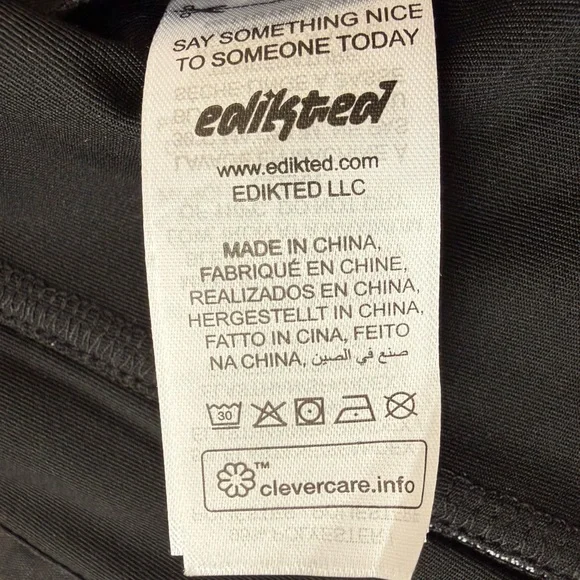 SAY SOMETHING NICE
TO SOMEONE TODAY
edikted
www.edikted.com
EDIKTED LLC
MADE IN CHINA,
FABRIQUÉ EN CHINE,
REALIZADOS EN CHINA,
HERGESTELLT IN CHINA,
FATTO IN CINA, FEITO
NA CHINA, صنع في الصين
30
™
clevercare.info